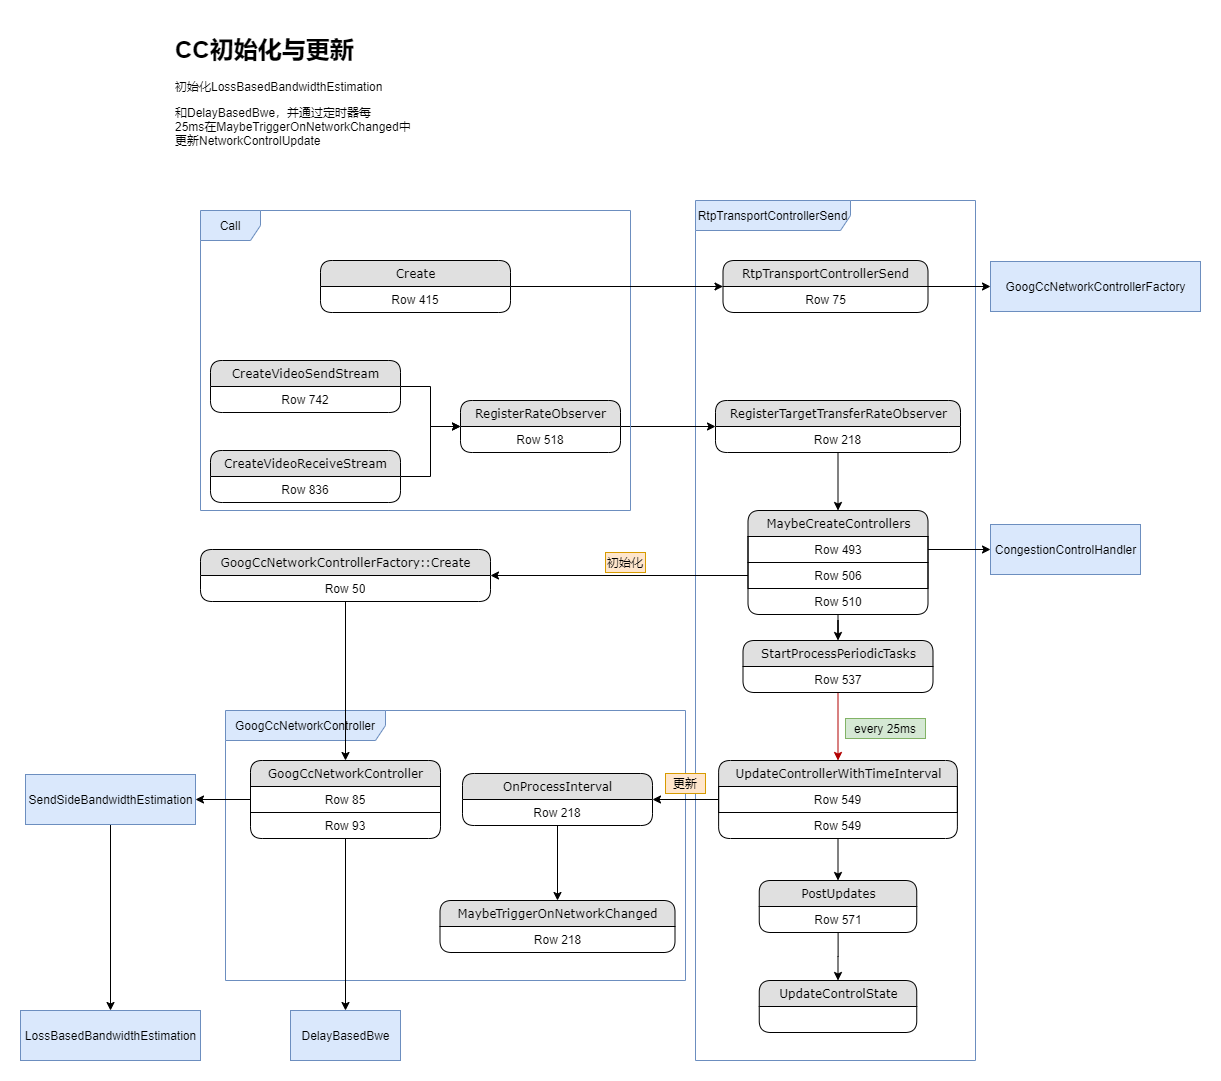 CC初始化与更新
初始化LossBasedBandwidthEstimation
和DelayBasedBwe，并通过定时器每
25ms在MaybeTriggerOnNetworkChanged中
更新NetworkControlUpdate
Call
RtpTransportControllerSend
Create
Row 415
RtpTransportControllerSend
Row 75
GoogCcNetworkControllerFactory
CreateVideoSendStream
Row 742
RegisterRateObserver
Row 518
RegisterTargetTransferRateObserver
Row 218
CreateVideoReceiveStream
Row 836
MaybeCreateControllers
Row 493
Row 506
Row 510
CongestionControlHandler
初始化
GoogCcNetworkControllerFactory::Create
Row 50
StartProcessPeriodicTasks
Row 537
every 25ms
GoogCcNetworkController
GoogCcNetworkController
Row 85
Row 93
SendSideBandwidthEstimation
OnProcessInterval
Row 218
更新
UpdateControllerWithTimeInterval
Row 549
Row 549
MaybeTriggerOnNetworkChanged
Row 218
PostUpdates
Row 571
UpdateControlState
LossBasedBandwidthEstimation
DelayBasedBwe